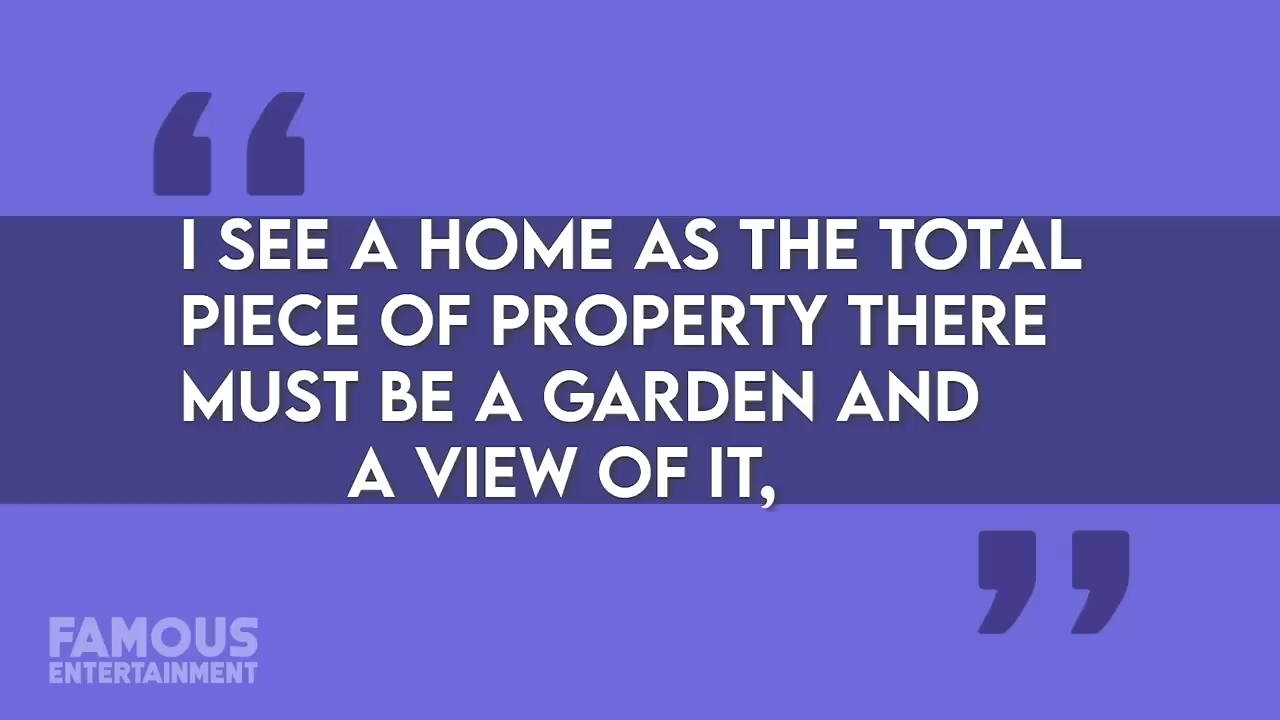 I SEE A HOME AS THE TOTAL
PIECE OF PROPERTY THERE
MUST BE A GARDEN AND
A VIEW OF IT,
FAMOUS
ENTERTAINMENT